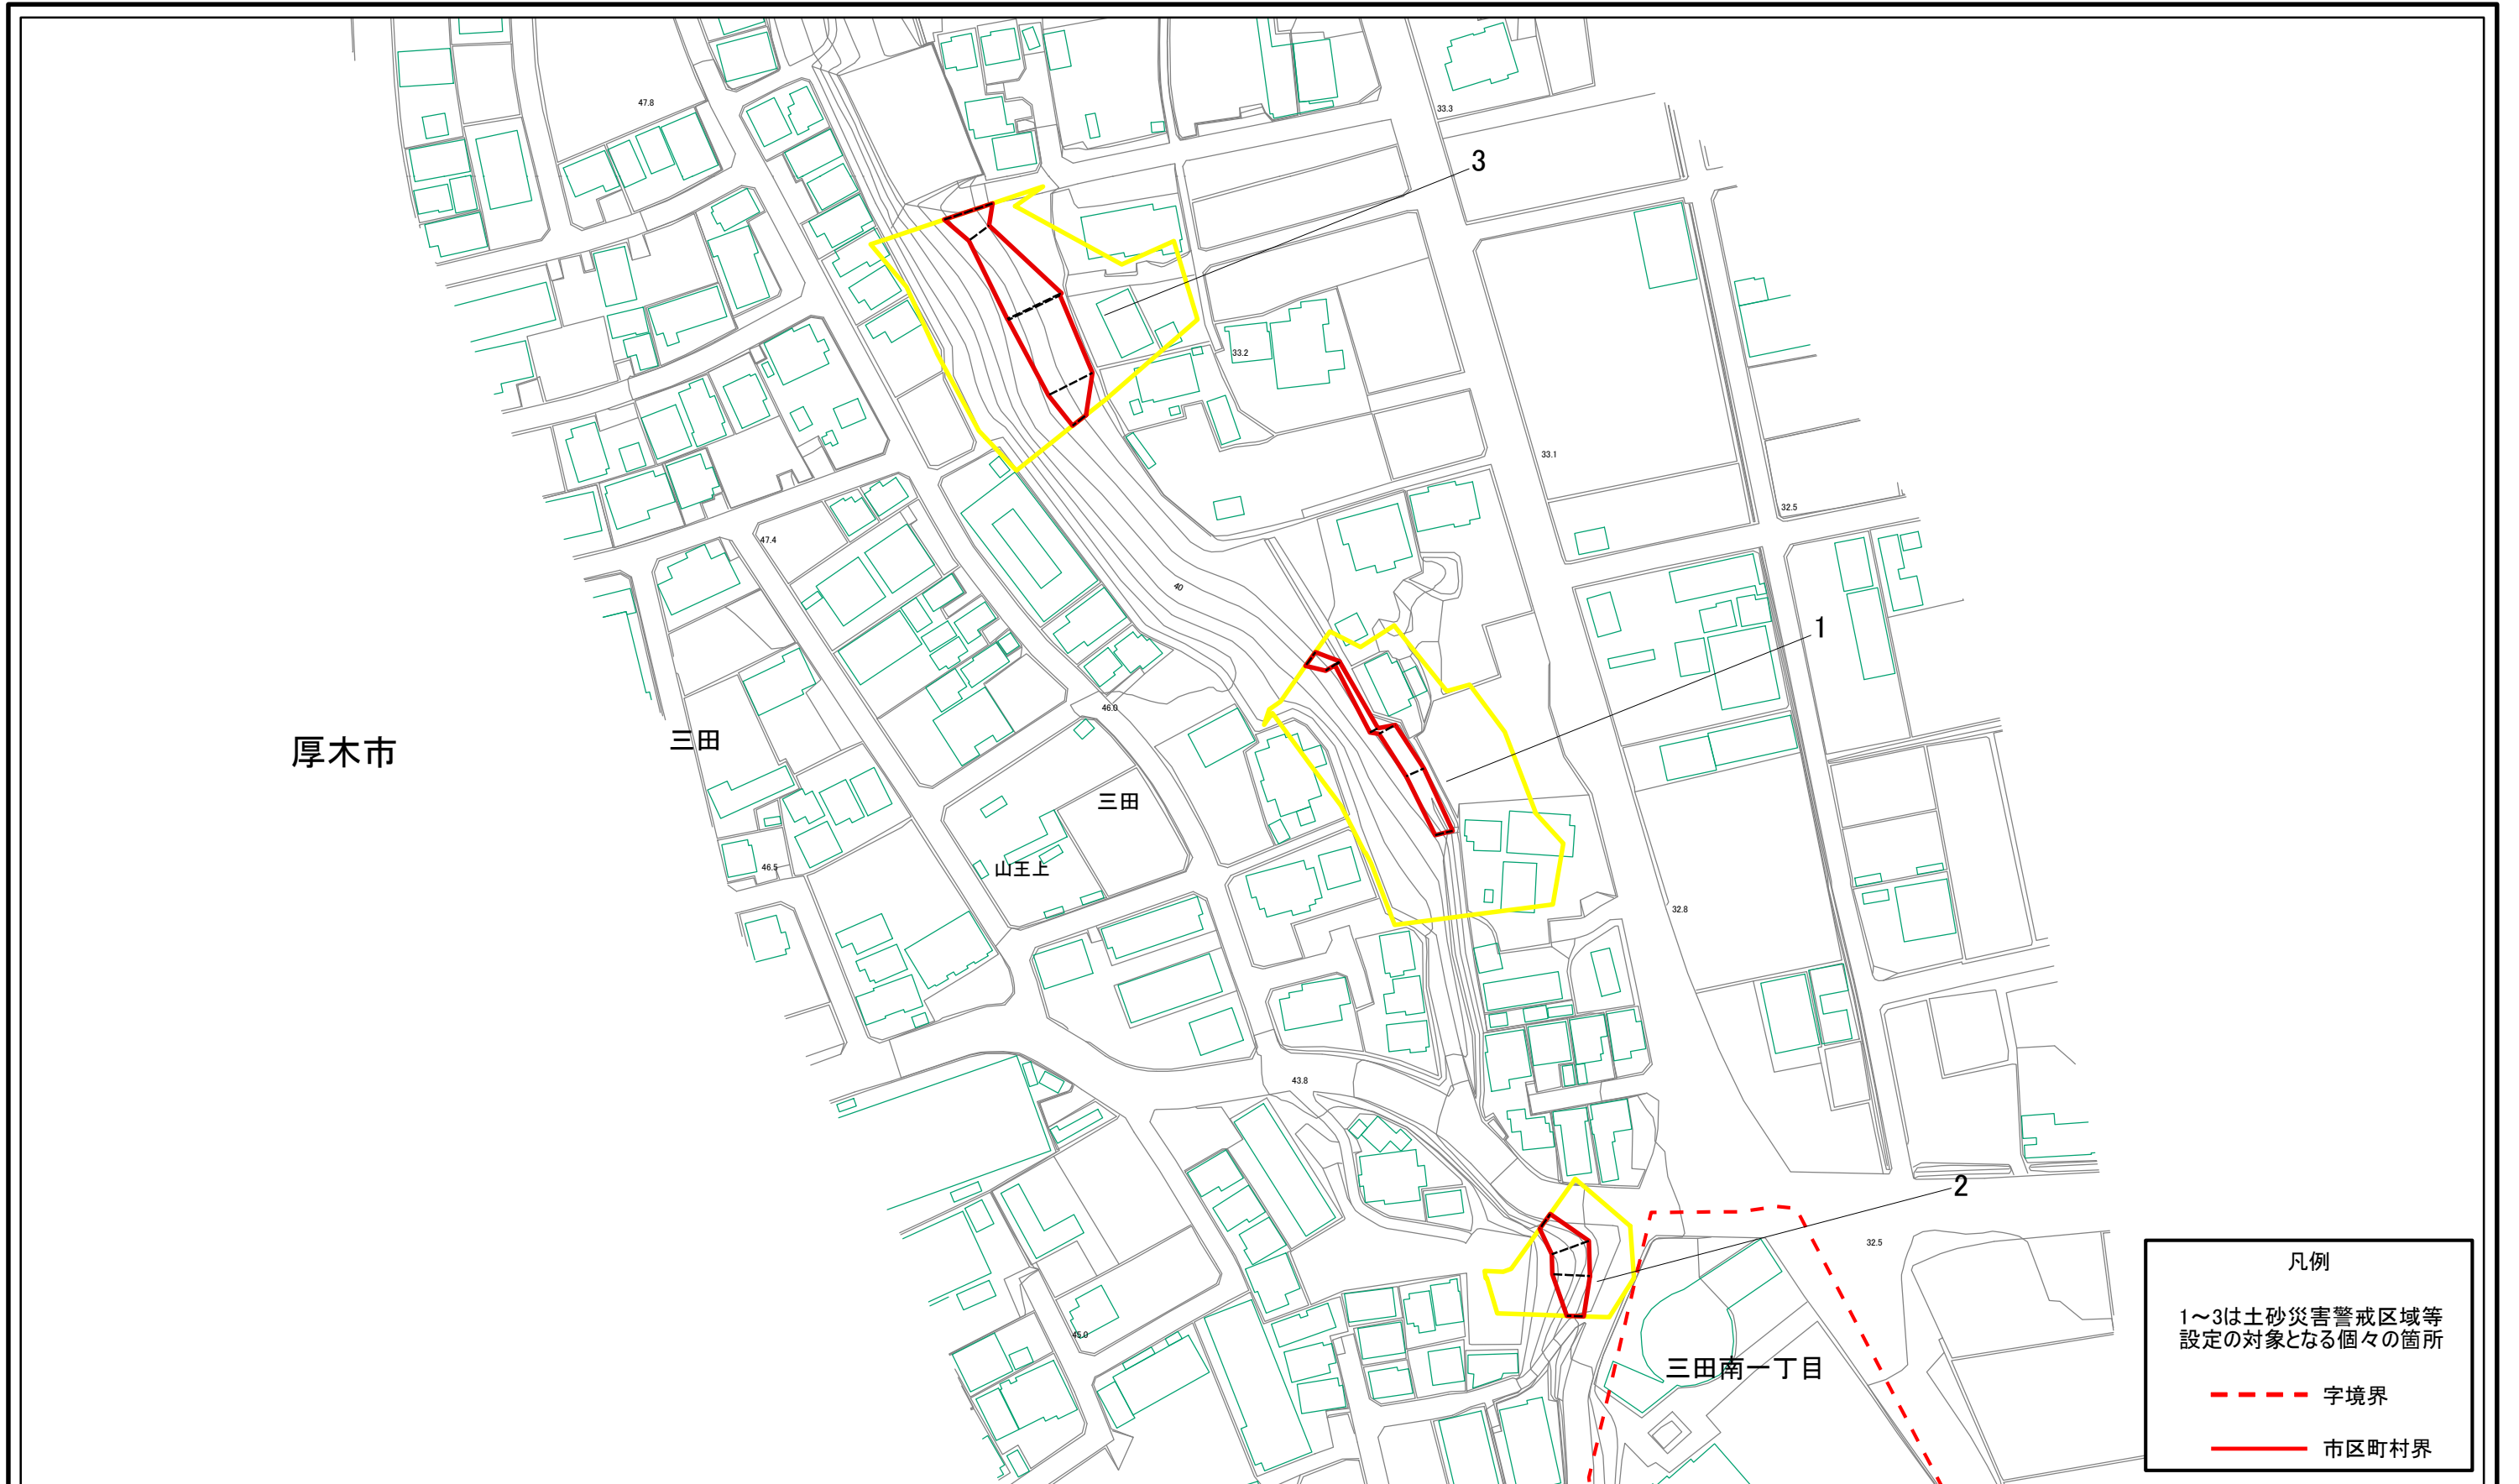 47.8
33.3
3
33.2
33.1
32.5
47.4
40
1
46.0
厚木市
三田
三田
46.5
山王上
32.8
43.8
2
32.5
45.0
三田南一丁目
凡例
1～3は土砂災害警戒区域等
設定の対象となる個々の箇所
字境界
市区町村界